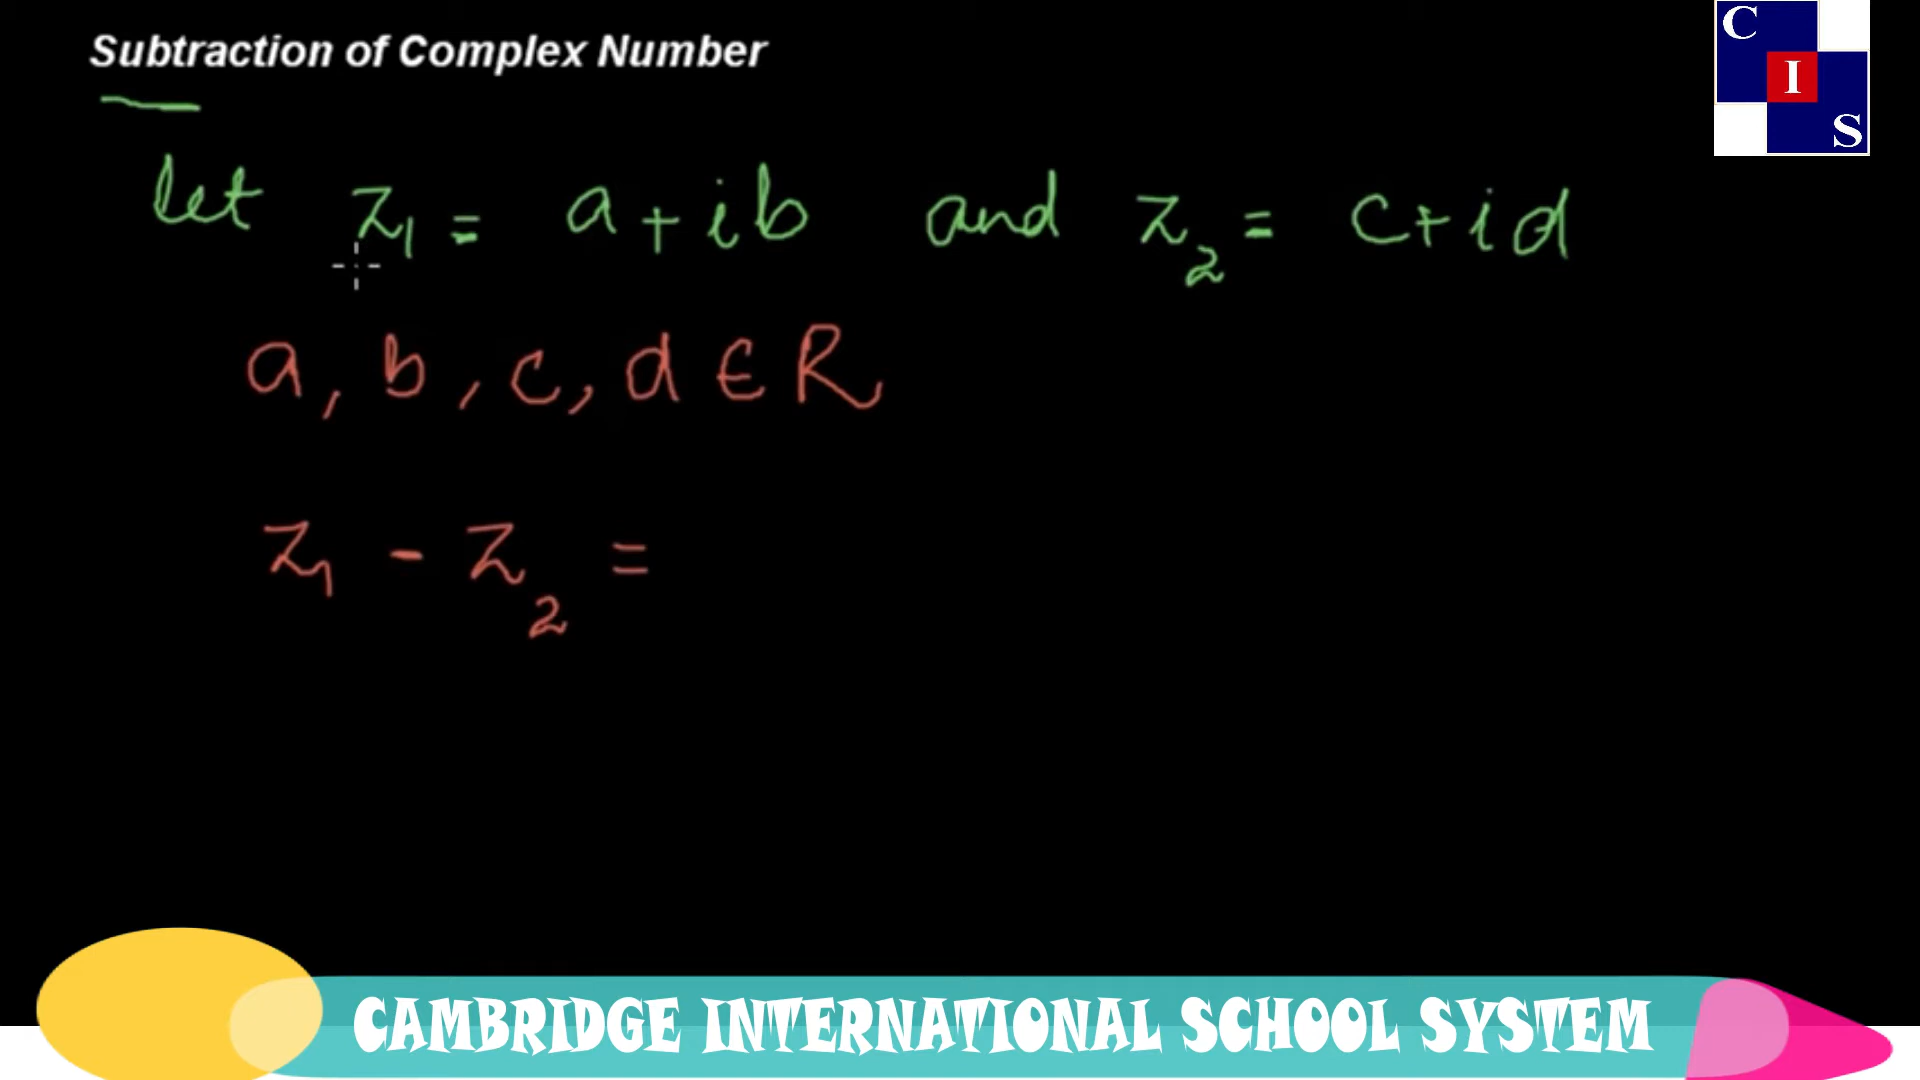 Subtraction of Complex Number
C
I
S
let z₁ = a + ib and z₂ = c + id
a, b, c, d ∈ R
z₁ - z₂ =
CAMBRIDGE INTERNATIONAL SCHOOL SYSTEM